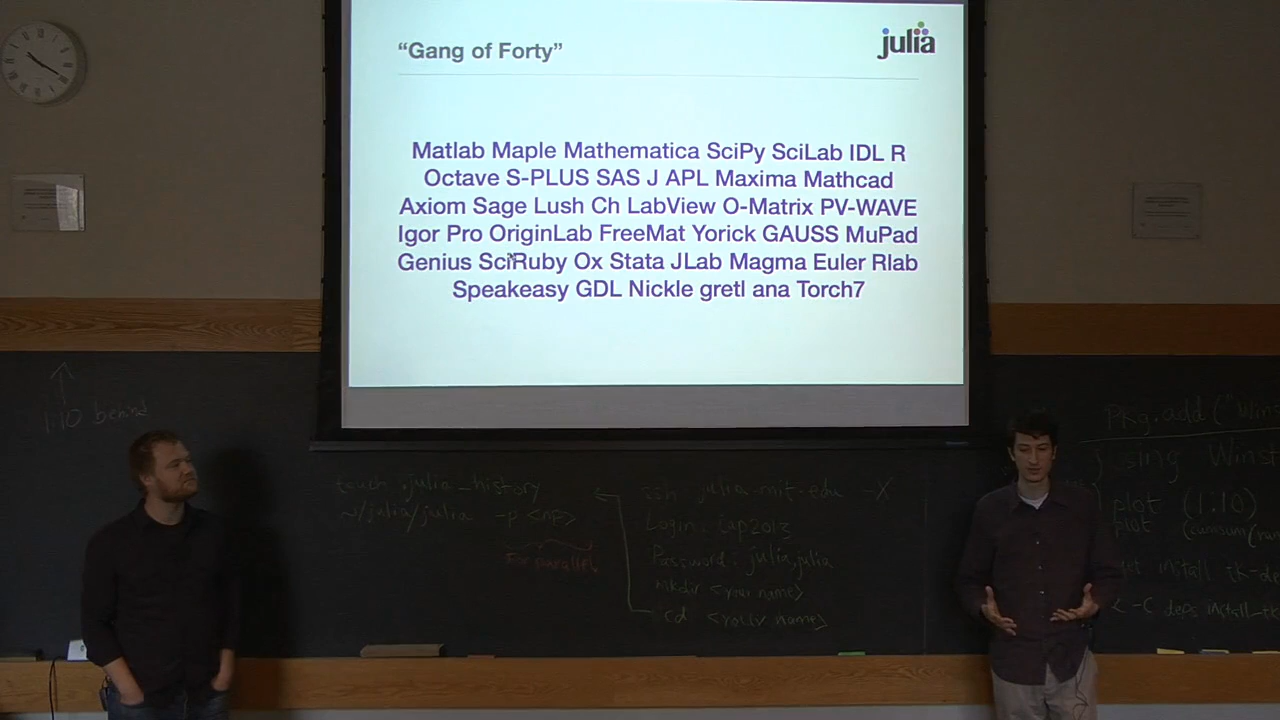 “Gang of Forty”
julia
Matlab Maple Mathematica SciPy SciLab IDL R
Octave S-PLUS SAS J APL Maxima Mathcad
Axiom Sage Lush Ch LabView O-Matrix PV-WAVE
Igor Pro OriginLab FreeMat Yorick GAUSS MuPad
Genius SciRuby Ox Stata JLab Magma Euler Rlab
Speakeasy GDL Nickle gretl ana Torch7
1:10 behind
touch .julia_history
~/julia/julia -p <np>
For parallel
ssh julia.mit.edu -X
Login: iap2013
Password: julia,julia
mkdir <your name>
cd <your name>
Pkg.add("Wins
using Winst
plot (1:10)
plot (cumsum(
get install tk-d
-C deps install-tk